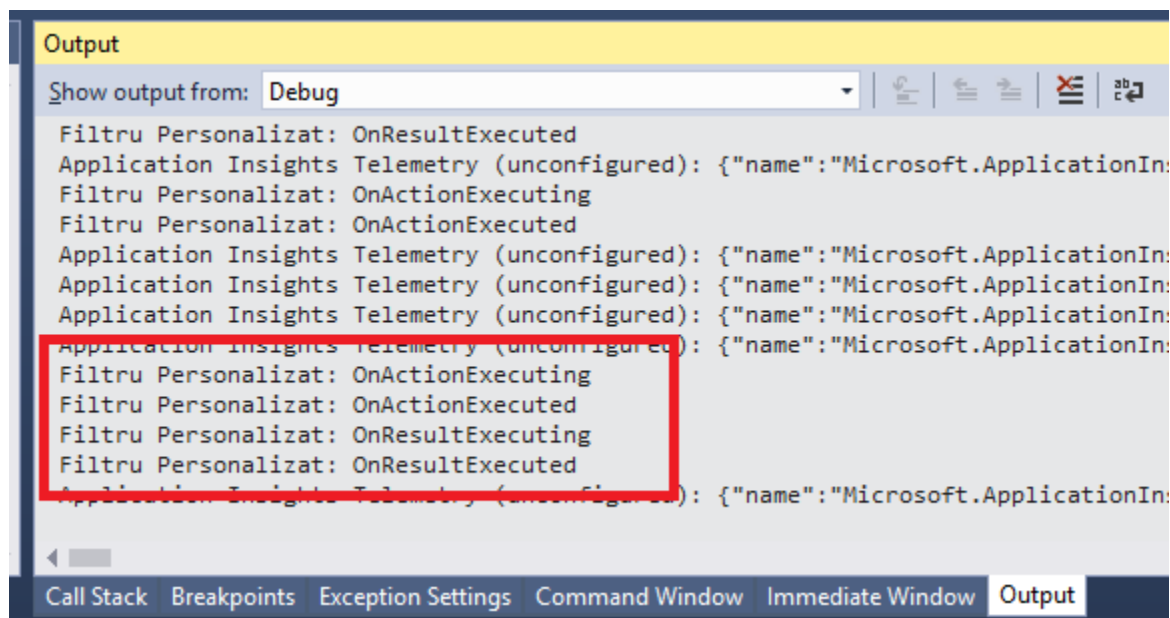 Output
Show output from: Debug
Filtru Personalizat: OnResultExecuted
Application Insights Telemetry (unconfigured): {"name":"Microsoft.ApplicationIns
Filtru Personalizat: OnActionExecuting
Filtru Personalizat: OnActionExecuted
Application Insights Telemetry (unconfigured): {"name":"Microsoft.ApplicationIns
Application Insights Telemetry (unconfigured): {"name":"Microsoft.ApplicationIns
Application Insights Telemetry (unconfigured): {"name":"Microsoft.ApplicationIns
Application Insights Telemetry (unconfigured): {"name":"Microsoft.ApplicationIns
Filtru Personalizat: OnActionExecuting
Filtru Personalizat: OnActionExecuted
Filtru Personalizat: OnResultExecuting
Filtru Personalizat: OnResultExecuted
Application Insights Telemetry (unconfigured): {"name":"Microsoft.ApplicationIns
Call Stack Breakpoints Exception Settings Command Window Immediate Window Output